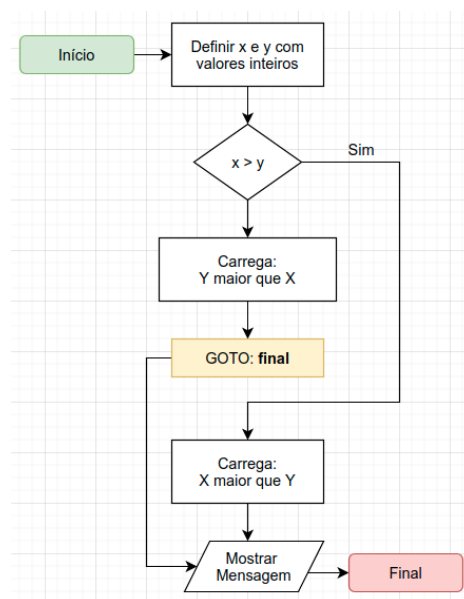 Início
Definir x e y com
valores inteiros
x > y
Sim
Carrega:
Y maior que X
GOTO: final
Carrega:
X maior que Y
Mostrar
Mensagem
Final